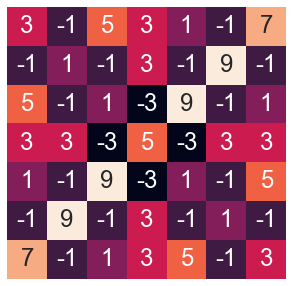 3 -1 5 3 1 -1 7
-1 1 -1 3 -1 9 -1
5 -1 1 -3 9 -1 1
3 3 -3 5 -3 3 3
1 -1 9 -3 1 -1 5
-1 9 -1 3 -1 1 -1
7 -1 1 3 5 -1 3